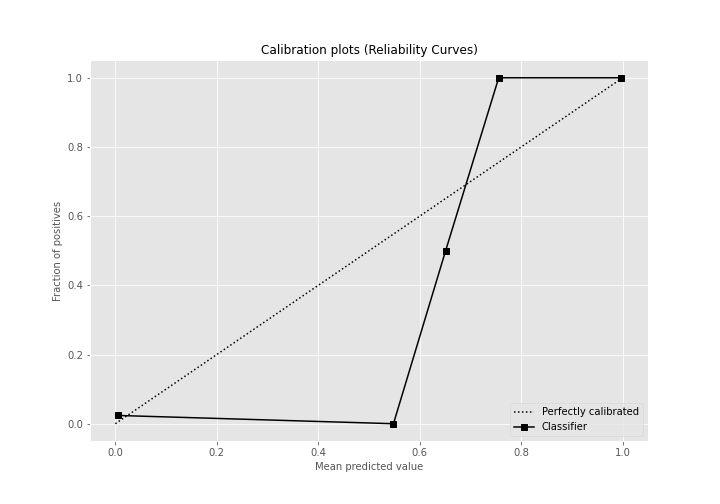 Calibration plots (Reliability Curves)
Fraction of positives
1.0
0.8
0.6
0.4
0.2
0.0
0.0 0.2 0.4 0.6 0.8 1.0
Mean predicted value
Perfectly calibrated
Classifier